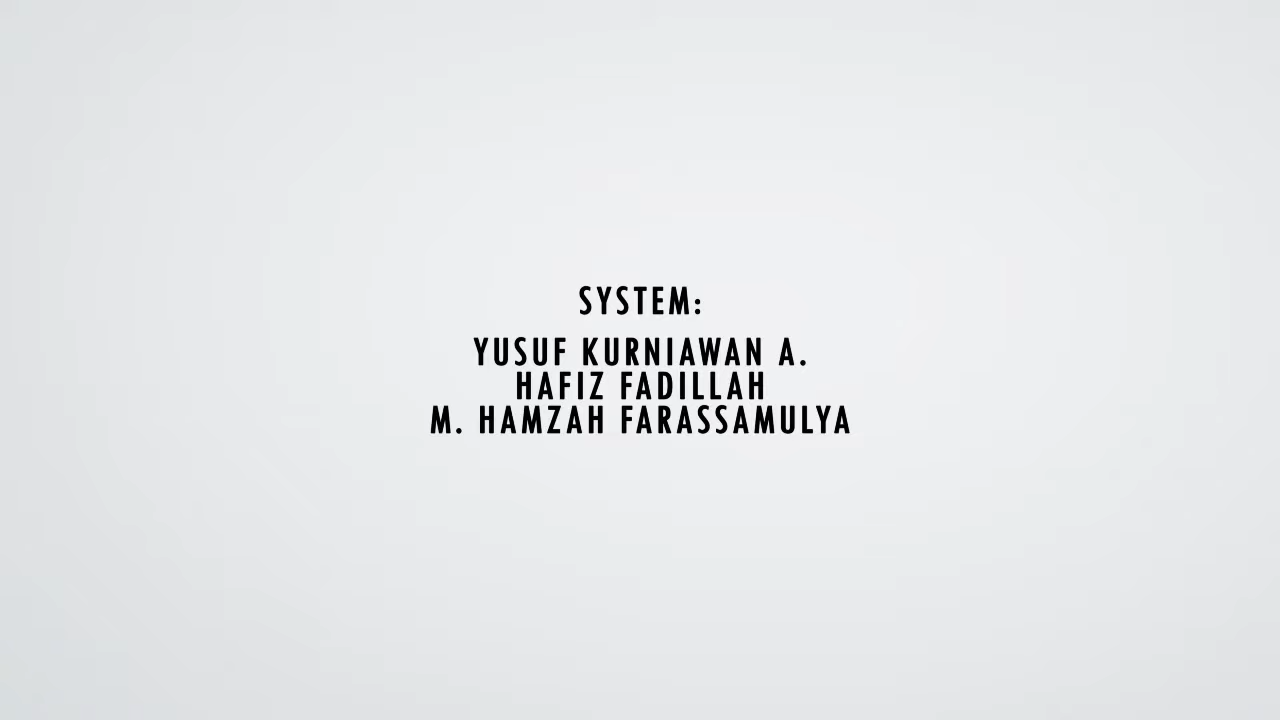 SYSTEM:
YUSUF KURNIAWAN A.
HAFIZ FADILLAH
M. HAMZAH FARASSAMULYA